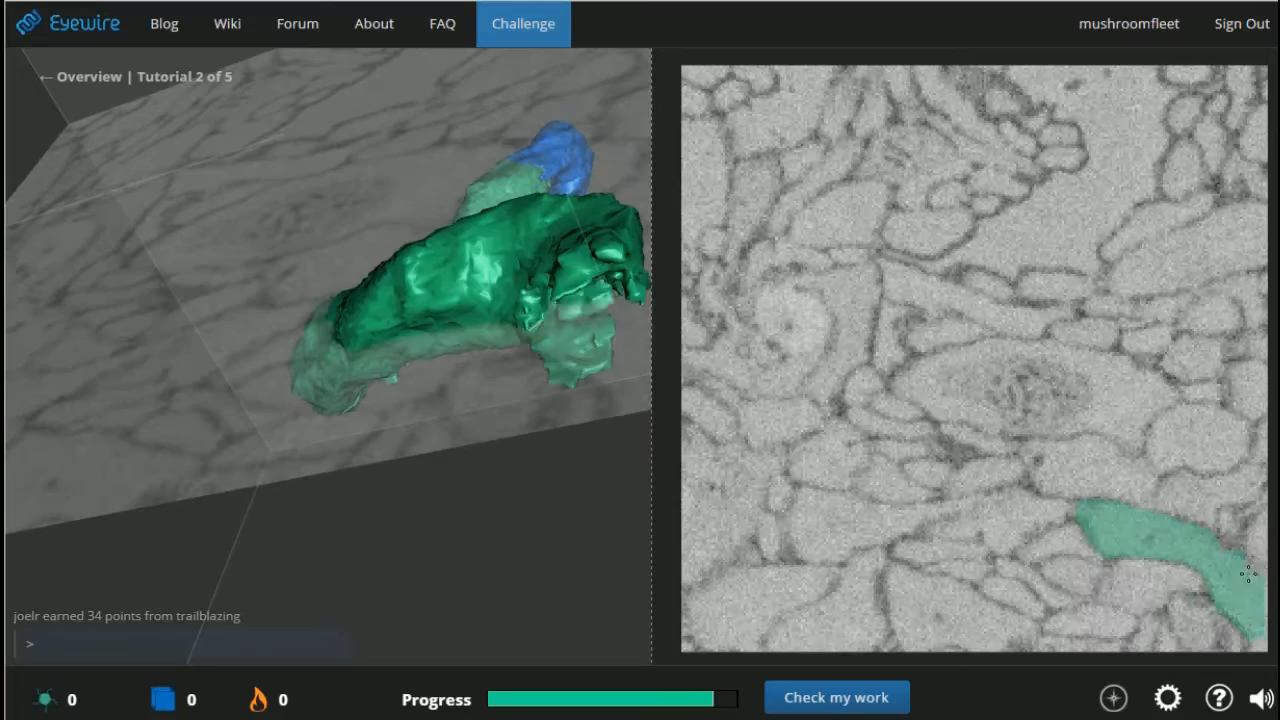 Eyewire Blog Wiki Forum About FAQ Challenge mushroomfleet Sign Out
← Overview | Tutorial 2 of 5
joelr earned 34 points from trailblazing
>
0 0 0 Progress Check my work ?